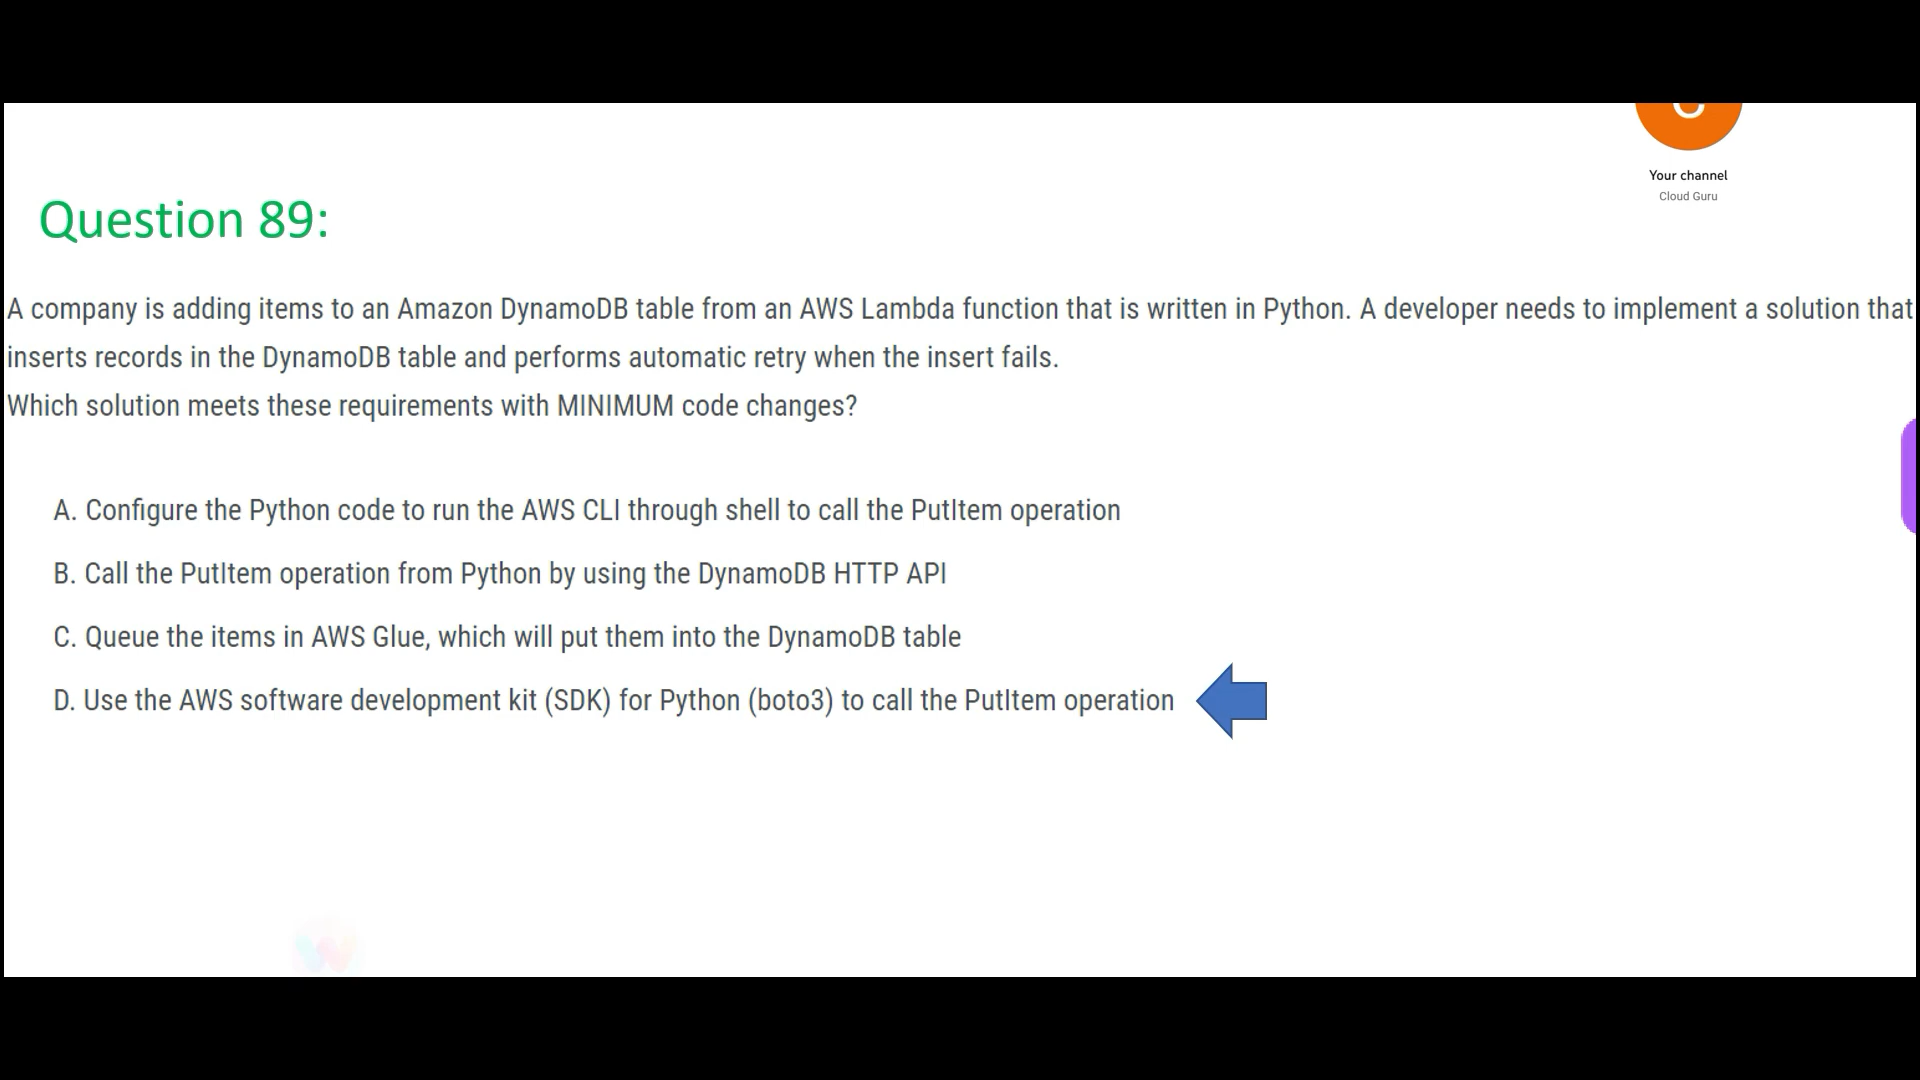 Your channel
Cloud Guru
Question 89:
A company is adding items to an Amazon DynamoDB table from an AWS Lambda function that is written in Python. A developer needs to implement a solution that
inserts records in the DynamoDB table and performs automatic retry when the insert fails.
Which solution meets these requirements with MINIMUM code changes?
A. Configure the Python code to run the AWS CLI through shell to call the PutItem operation
B. Call the PutItem operation from Python by using the DynamoDB HTTP API
C. Queue the items in AWS Glue, which will put them into the DynamoDB table
D. Use the AWS software development kit (SDK) for Python (boto3) to call the PutItem operation